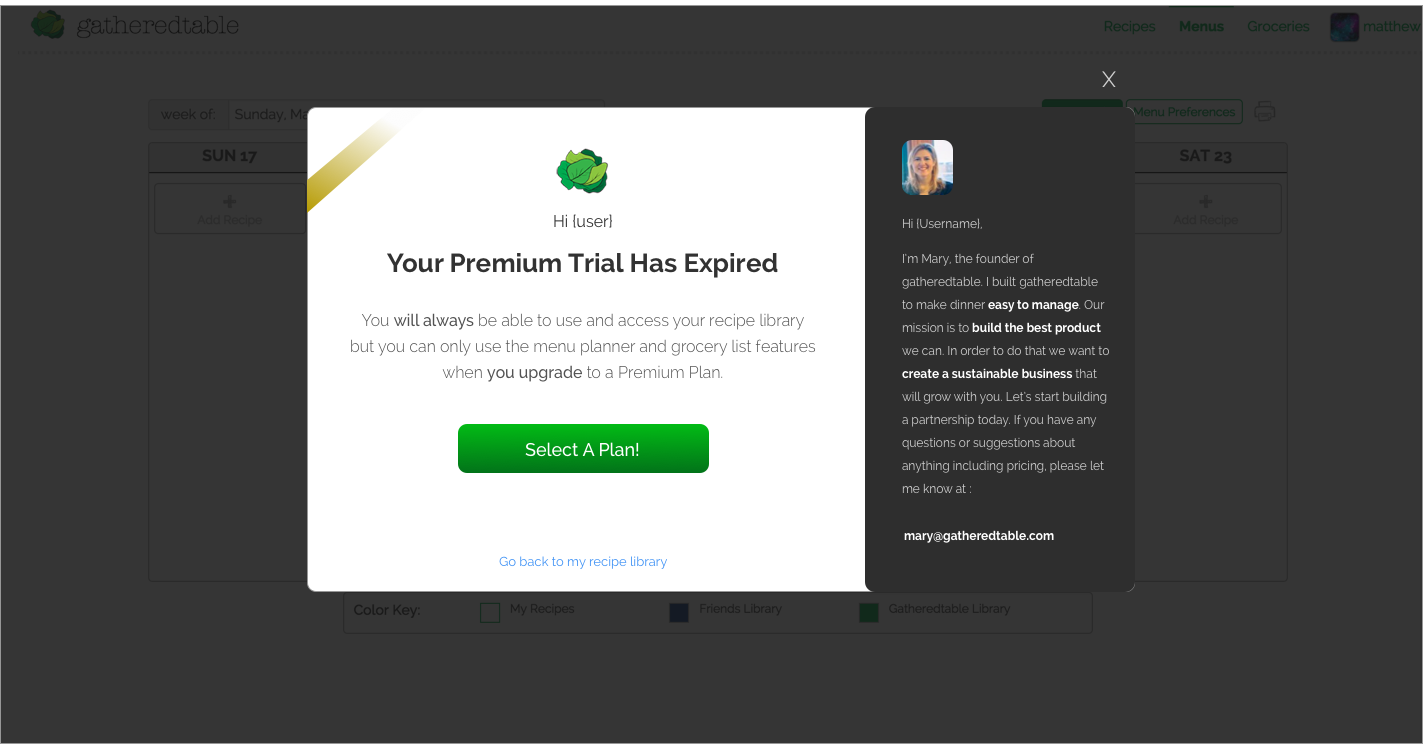 gatheredtable
Recipes Menus Groceries matthew
X
week of: Sunday, Ma
Menu Preferences
SUN 17
SAT 23
Add Recipe
Add Recipe
Hi {user}
Your Premium Trial Has Expired
You will always be able to use and access your recipe library
but you can only use the menu planner and grocery list features
when you upgrade to a Premium Plan.
Select A Plan!
Go back to my recipe library
Hi {Username},
I'm Mary, the founder of
gatheredtable. I built gatheredtable
to make dinner easy to manage. Our
mission is to build the best product
we can. In order to do that we want to
create a sustainable business that
will grow with you. Let's start building
a partnership today. If you have any
questions or suggestions about
anything including pricing, please let
me know at :
mary@gatheredtable.com
Color Key: My Recipes Friends Library Gatheredtable Library